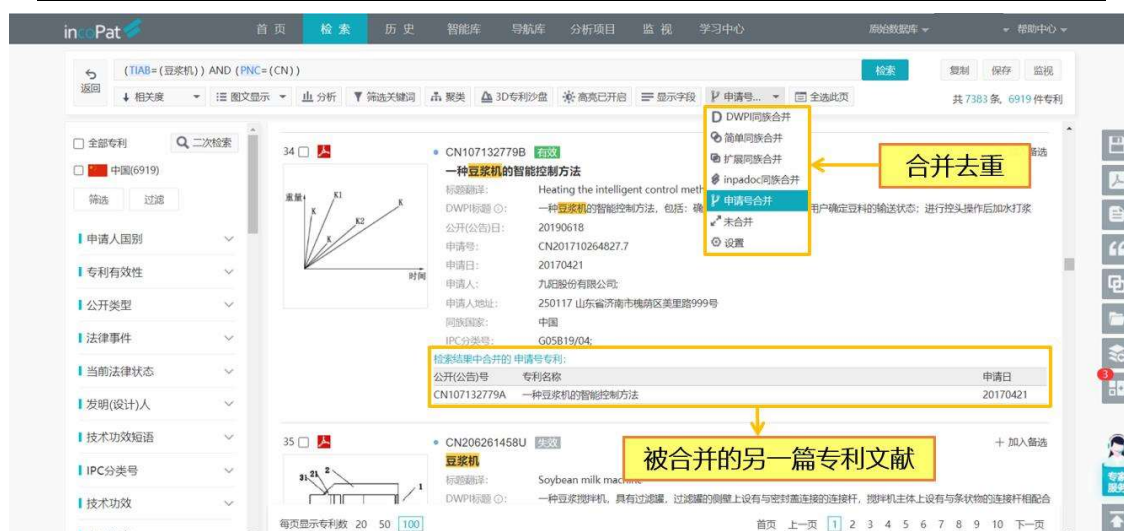 incoPat
首页 检索 历史 智能库 导航库 分析项目 监视 学习中心 原始数据库 帮助中心
返回
(TIAB=(豆浆机)) AND (PNC=(CN))
检索 复制 保存 监视
相关度 图文显示 分析 筛选关键词 聚类 3D专利沙盘 高亮已开启 显示字段 申请号... 全选此页
共 7383 条, 6919 件专利
全部专利 二次检索
中国(6919)
筛选 过滤
申请人国别
专利有效性
公开类型
法律事件
当前法律状态
发明(设计)人
技术功效短语
IPC分类号
技术功效
DWPI同族合并
简单同族合并
扩展同族合并
inpadoc同族合并
申请号合并
未合并
设置
合并去重
34
重量
K1
K
K2
K
K
时间
CN107132779B 有效
备选
一种豆浆机的智能控制方法
标题翻译: Heating the intelligent control meth
DWPI标题: 一种豆浆机的智能控制方法, 包括: 用户确定豆料的输送状态; 进行控头操作后加水打浆
公开(公告)日: 20190618
申请号: CN201710264827.7
申请日: 20170421
申请人: 九阳股份有限公司;
申请人地址: 250117 山东省济南市槐荫区美里路999号
同族国家: 中国
IPC分类号: G05B19/04;
检索结果中合并的 申请号专利:
公开(公告)号 专利名称 申请日
CN107132779A 一种豆浆机的智能控制方法 20170421
被合并的另一篇专利文献
35
CN206261458U 失效
+ 加入备选
豆浆机
标题翻译: Soybean milk machine
DWPI标题: 一种豆浆搅拌机, 具有过滤罐, 过滤罐的侧壁上设有与密封盖连接的连接杆, 搅拌机主体上设有与条状物的连接杆相配合
31 21 2
1
每页显示专利数 20 50 100
首页 上一页 1 2 3 4 5 6 7 8 9 10 下一页
3
专家
服务